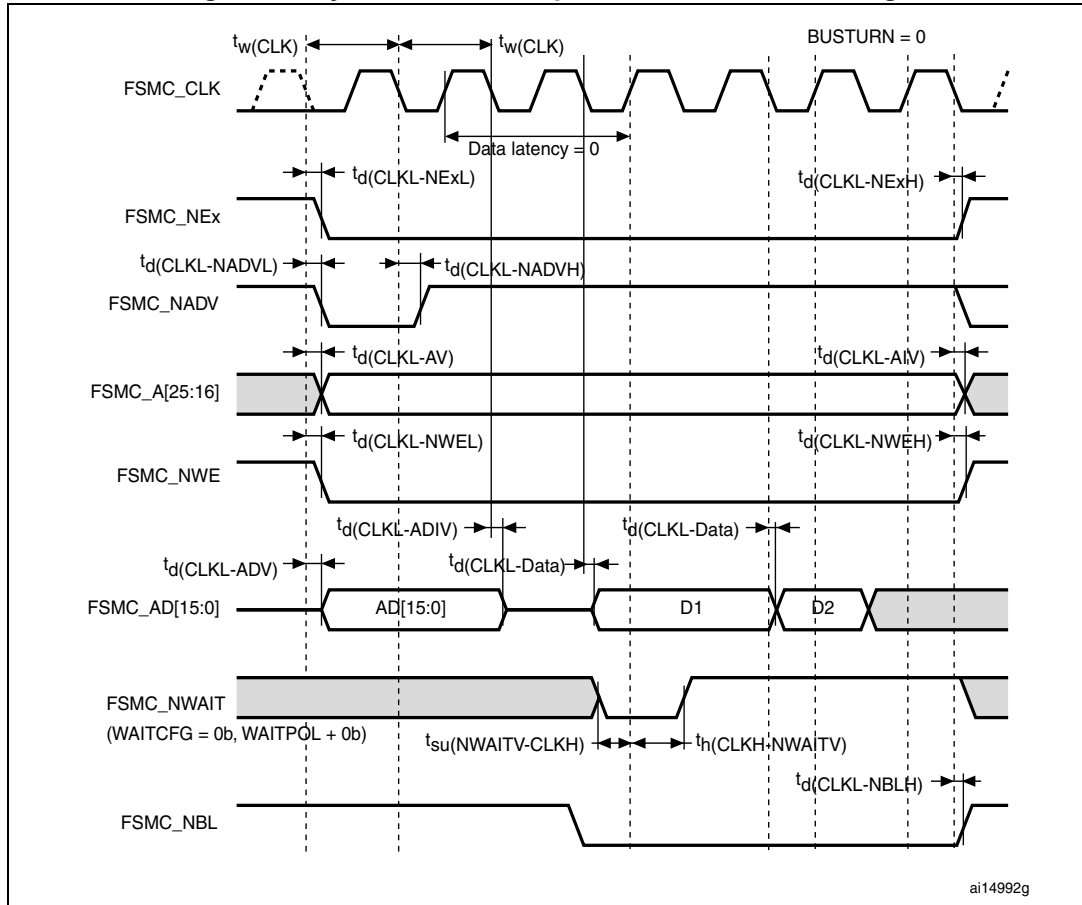 BUSTURN = 0
tw(CLK)
tw(CLK)
FSMC_CLK
Data latency = 0
td(CLKL-NExL)
td(CLKL-NExH)
FSMC_NEx
td(CLKL-NADVL)
td(CLKL-NADVH)
FSMC_NADV
td(CLKL-AV)
td(CLKL-AIV)
FSMC_A[25:16]
td(CLKL-NWEL)
td(CLKL-NWEH)
FSMC_NWE
td(CLKL-ADIV)
td(CLKL-Data)
td(CLKL-ADV)
td(CLKL-Data)
FSMC_AD[15:0]
AD[15:0]
D1
D2
FSMC_NWAIT
(WAITCFG = 0b, WAITPOL + 0b)
tsu(NWAITV-CLKH)
th(CLKH-NWAITV)
td(CLKL-NBLH)
FSMC_NBL
ai14992g